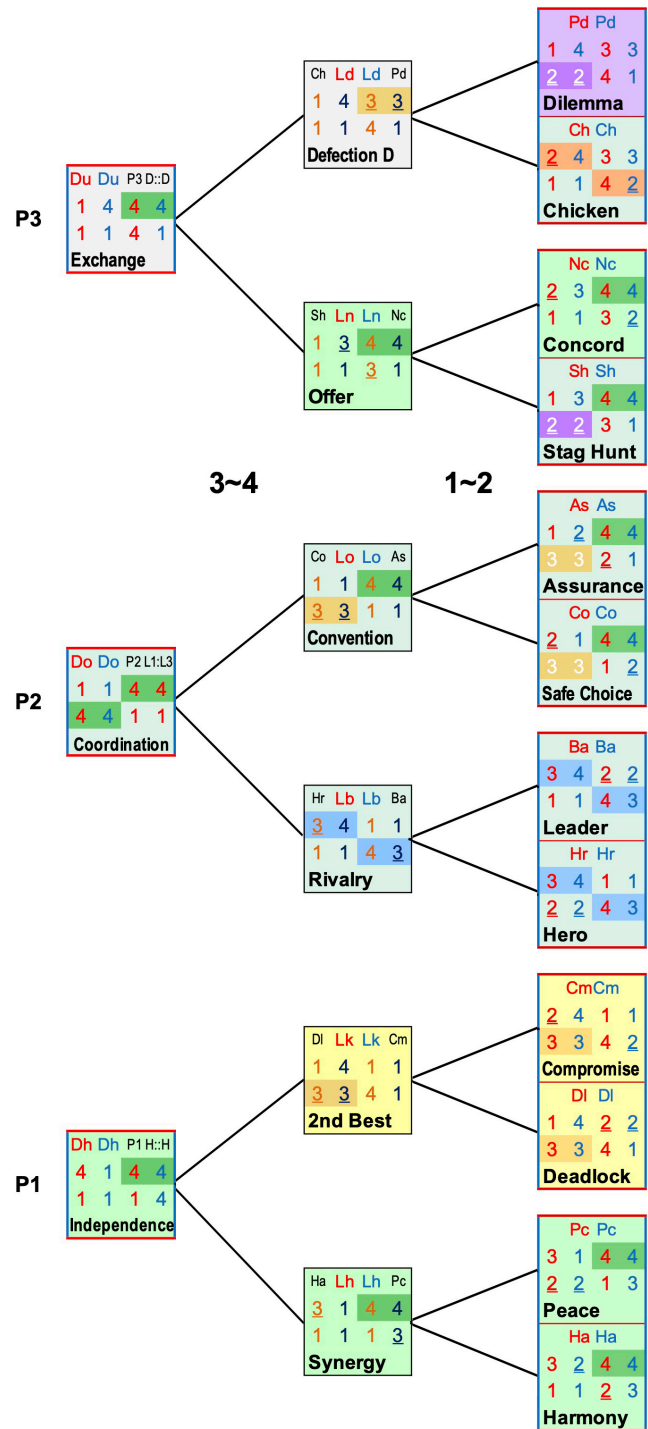 Pd Pd
1 4 3 3
2 2 4 1
Dilemma
Ch Ld Ld Pd
1 4 3 3
1 1 4 1
Defection D
Ch Ch
2 4 3 3
1 1 4 2
Chicken
P3
Du Du P3 D::D
1 4 4 4
1 1 4 1
Exchange
Nc Nc
2 3 4 4
1 1 3 2
Concord
Sh Ln Ln Nc
1 3 4 4
1 1 3 1
Offer
Sh Sh
1 3 4 4
2 2 3 1
Stag Hunt
3~4
1~2
As As
1 2 4 4
3 3 2 1
Assurance
Co Lo Lo As
1 1 4 4
3 3 1 1
Convention
Co Co
2 1 4 4
3 3 1 2
Safe Choice
P2
Do Do P2 L1:L3
1 1 4 4
4 4 1 1
Coordination
Ba Ba
3 4 2 2
1 1 4 3
Leader
Hr Lb Lb Ba
3 4 1 1
1 1 4 3
Rivalry
Hr Hr
3 4 1 1
2 2 4 3
Hero
CmCm
2 4 1 1
3 3 4 2
Compromise
Dl Lk Lk Cm
1 4 1 1
3 3 4 1
2nd Best
Dl Dl
1 4 2 2
3 3 4 1
Deadlock
P1
Dh Dh P1 H::H
4 1 4 4
1 1 1 4
Independence
Pc Pc
3 1 4 4
2 2 1 3
Peace
Ha Lh Lh Pc
3 1 4 4
1 1 1 3
Synergy
Ha Ha
3 2 4 4
1 1 2 3
Harmony